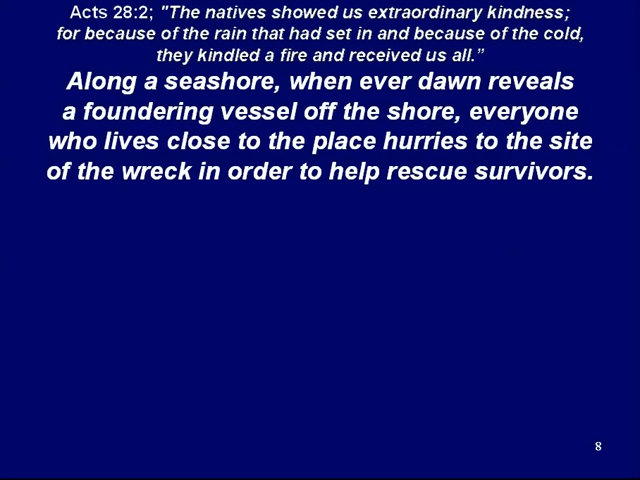 Acts 28:2; "The natives showed us extraordinary kindness;
for because of the rain that had set in and because of the cold,
they kindled a fire and received us all.”
Along a seashore, when ever dawn reveals
a foundering vessel off the shore, everyone
who lives close to the place hurries to the site
of the wreck in order to help rescue survivors.
8